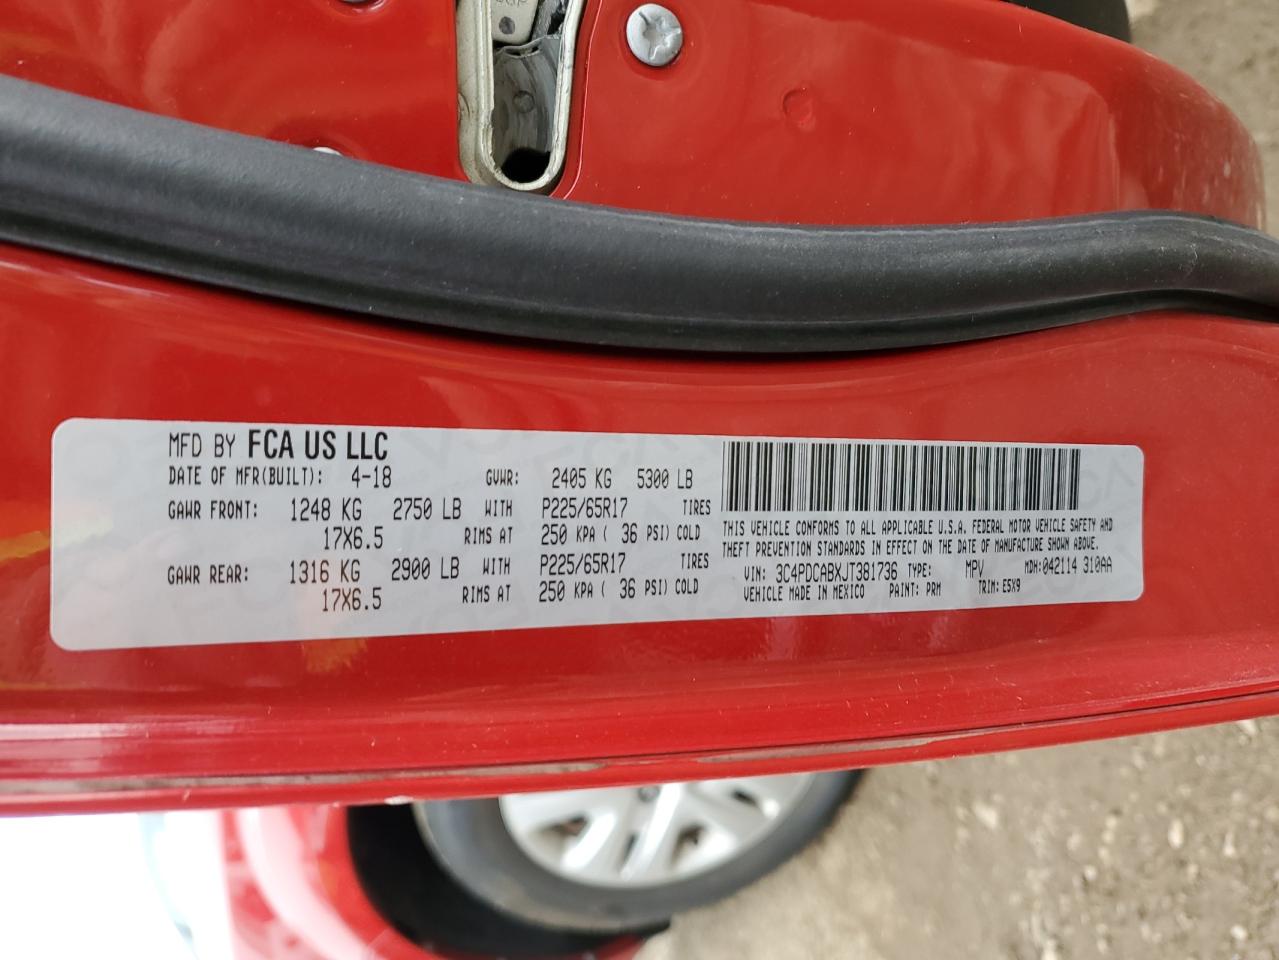 MFD BY FCA US LLC
DATE OF MFR(BUILT): 4-18 GVWR: 2405 KG 5300 LB
GAWR FRONT: 1248 KG 2750 LB WITH P225/65R17 TIRES
17X6.5 RIMS AT 250 KPA ( 36 PSI) COLD
GAWR REAR: 1316 KG 2900 LB WITH P225/65R17 TIRES
17X6.5 RIMS AT 250 KPA ( 36 PSI) COLD
THIS VEHICLE CONFORMS TO ALL APPLICABLE U.S.A. FEDERAL MOTOR VEHICLE SAFETY AND
THEFT PREVENTION STANDARDS IN EFFECT ON THE DATE OF MANUFACTURE SHOWN ABOVE.
VIN: 3C4PDCABXJT381736 TYPE: MPV MDH:042114 310AA
VEHICLE MADE IN MEXICO PAINT: PRM TRIM: E5X9